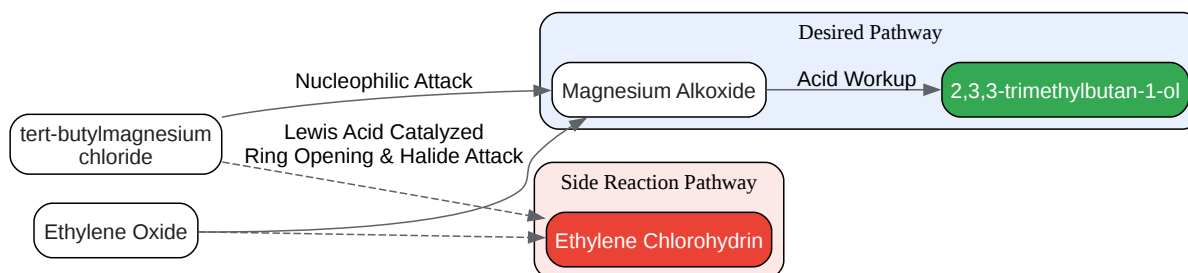 Desired Pathway
Nucleophilic Attack
Magnesium Alkoxide
Acid Workup
2,3,3-trimethylbutan-1-ol
tert-butylmagnesium
chloride
Lewis Acid Catalyzed
Ring Opening & Halide Attack
Side Reaction Pathway
Ethylene Oxide
Ethylene Chlorohydrin